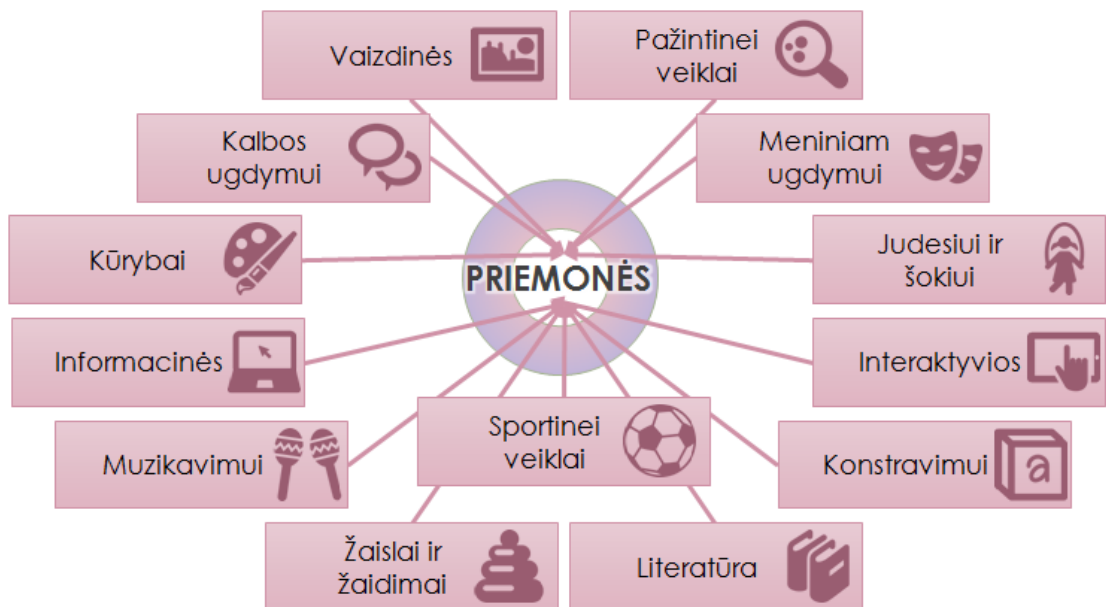 Vaizdinės
Pažintinei
veiklai
Kalbos
ugdymui
Meniniam
ugdymui
Kūrybai
Judesiui ir
šokiui
PRIEMONĖS
Informacinės
Interaktyvios
Muzikavimui
Sportinei
veiklai
Konstravimui
a
Žaislai ir
žaidimai
Literatūra